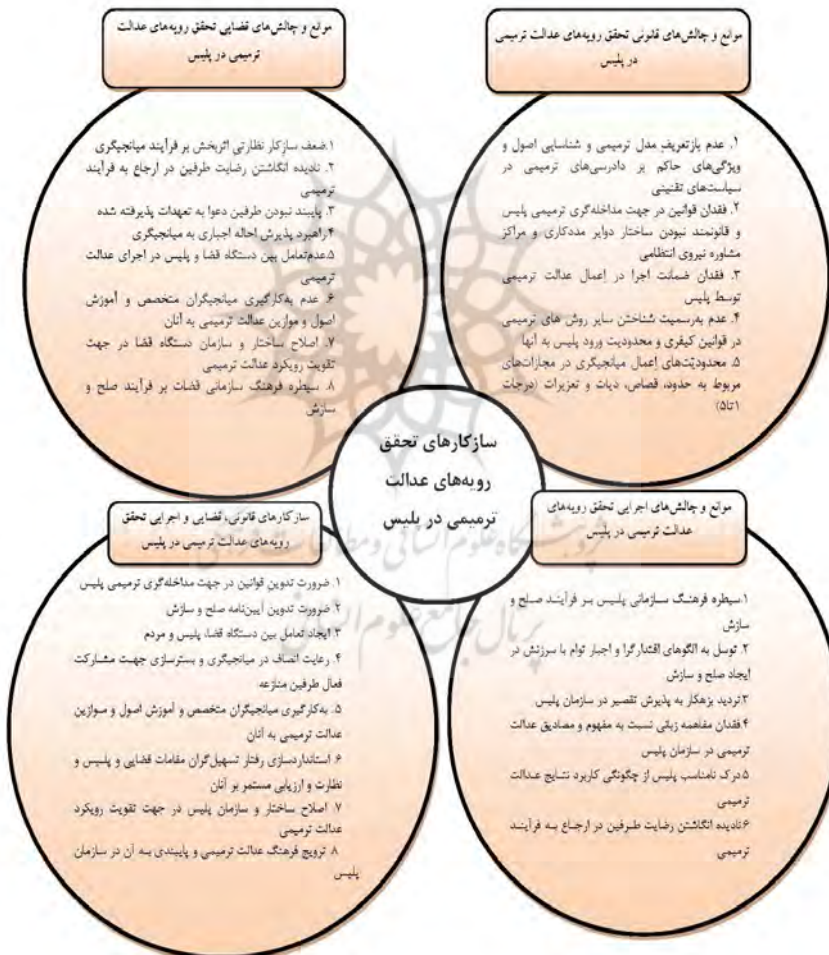 موانع و چالش‌های قانونی تحقق رویه‌های عدالت ترمیمی
در پلیس
۱. عدم بازتعریف مدل ترمیمی و شناسایی اصول و
ویژگی‌های حاکم بر دادرسی‌های ترمیمی در
سیاست‌های تقنینی
۲. فقدان قوانین در جهت مداخله‌گری ترمیمی پلیس
و قانونمند نبودن ساختار دوایر مددکاری و مراکز
مشاوره نیروی انتظامی
۳. فقدان ضمانت اجرا در اِعمال عدالت ترمیمی
توسط پلیس
۴. عدم به‌رسمیت شناختن سایر روش های ترمیمی
در قوانین کیفری و محدودیت ورود پلیس به آنها
۵. محدودیّت‌های اِعمال میانجیگری در مجازات‌های
مربوط به حدود، قصاص، دیات و تعزیرات (درجات
۱تا۵)
موانع و چالش‌های قضایی تحقق رویه‌های عدالت
ترمیمی در پلیس
۱.ضعف سازکار نظارتی اثربخش بر فرآیند میانجیگری
۲. نادیده انگاشتن رضایت طرفین در ارجاع به فرآیند
ترمیمی
۳. پایبند نبودن طرفین دعوا به تعهدات پذیرفته شده
۴.راهبرد پذیرش احاله اجباری به میانجیگری
۵.عدم‌تعامل بین دستگاه قضا و پلیس در اجرای عدالت
ترمیمی
۶. عدم به‌کارگیری میانجیگران متخصص و آموزش
اصول و موازین عدالت ترمیمی به آنان
۷. اصلاح ساختار و سازمان دستگاه قضا در جهت
تقویت رویکرد عدالت ترمیمی
۸. سیطره فرهنگ سازمانی قضات بر فرآیند صلح و
سازش
سازکارهای تحقق
رویه‌های عدالت
ترمیمی در پلیس
موانع و چالش‌های اجرایی تحقق رویه‌های
عدالت ترمیمی در پلیس
۱.سیطره فرهنگ سازمانی پلیس بر فرآیند صلح و
سازش
۲. توسل به الگوهای اقتدارگرا و اجبار توام با سرزنش در
ایجاد صلح و سازش
۳.تردید بزهکار به پذیرش تقصیر در سازمان پلیس
۴.فقدان مفاهمه زبانی نسبت به مفهوم و مصادیق عدالت
ترمیمی در سازمان پلیس
۵.درک نامناسب پلیس از چگونگی کاربرد نتایج عدالت
ترمیمی
۶.نادیده انگاشتن رضایت طرفین در ارجاع به فرآیند
ترمیمی
سازکارهای قانونی، قضایی و اجرایی تحقق
رویه‌های عدالت ترمیمی در پلیس
۱. ضرورت تدوین قوانین در جهت مداخله‌گری ترمیمی پلیس
۲. ضرورت تدوین آیین‌نامه صلح و سازش
۳. ایجاد تعامل بین دستگاه قضا، پلیس و مردم
۴. رعایت انصاف در میانجیگری و بسترسازی جهت مشارکت
فعال طرفین منازعه
۵. به‌کارگیری میانجیگران متخصص و آموزش اصول و موازین
عدالت ترمیمی به آنان
۶. استانداردسازی رفتار تسهیل‌گران مقامات قضایی و پلیس و
نظارت و ارزیابی مستمر بر آنان
۷. اصلاح ساختار و سازمان پلیس در جهت تقویت رویکرد
عدالت ترمیمی
۸. ترویج فرهنگ عدالت ترمیمی و پایبندی به آن در سازمان
پلیس
پژوهشگاه علوم انسانی و مطالعات فرهنگی
پرتال جامع علوم انسانی